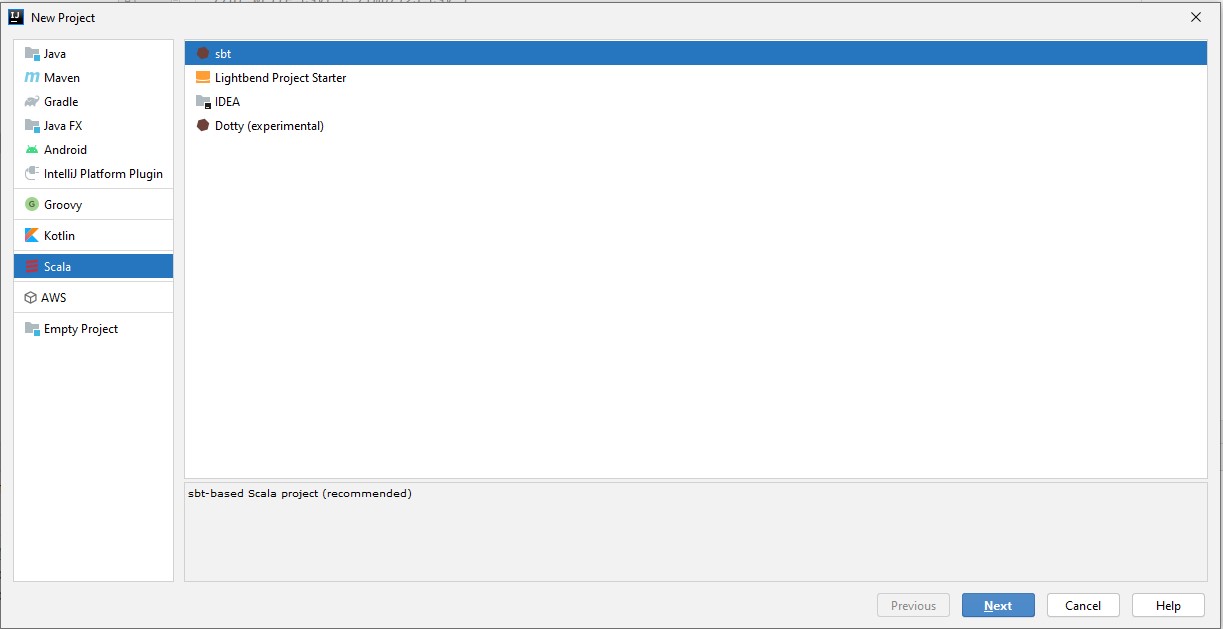 New Project
Java
Maven
Gradle
Java FX
Android
IntelliJ Platform Plugin
Groovy
Kotlin
Scala
AWS
Empty Project
sbt
Lightbend Project Starter
IDEA
Dotty (experimental)
sbt-based Scala project (recommended)
Previous
Next
Cancel
Help